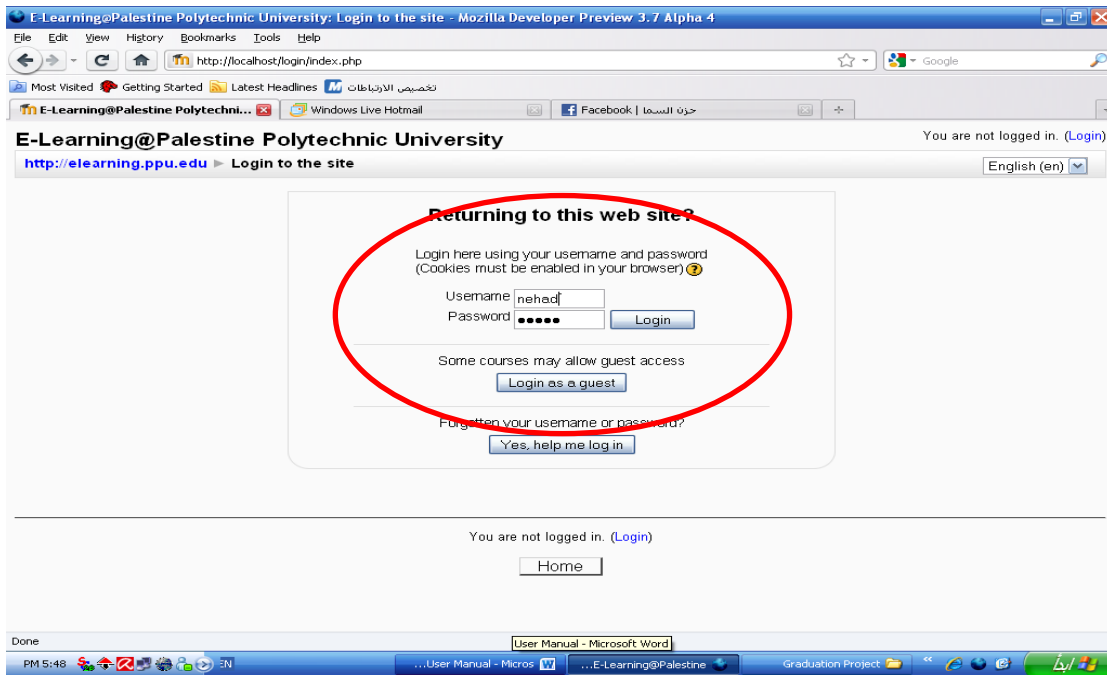 E-Learning@Palestine Polytechnic University: Login to the site - Mozilla Developer Preview 3.7 Alpha 4
File Edit View History Bookmarks Tools Help
http://localhost/login/index.php
Google
Most Visited Getting Started Latest Headlines تخصيص الارتباطات
E-Learning@Palestine Polytechni... Windows Live Hotmail Facebook | حزن السما
E-Learning@Palestine Polytechnic University
You are not logged in. (Login)
http://elearning.ppu.edu ► Login to the site
English (en)
Returning to this web site?
Login here using your username and password
(Cookies must be enabled in your browser) ?
Username nehad
Password ●●●●●
Login
Some courses may allow guest access
Login as a guest
Forgotten your username or password?
Yes, help me log in
You are not logged in. (Login)
Home
Done
User Manual - Microsoft Word
PM 5:48 EN ...User Manual - Micros ...E-Learning@Palestine Graduation Project ابدأ